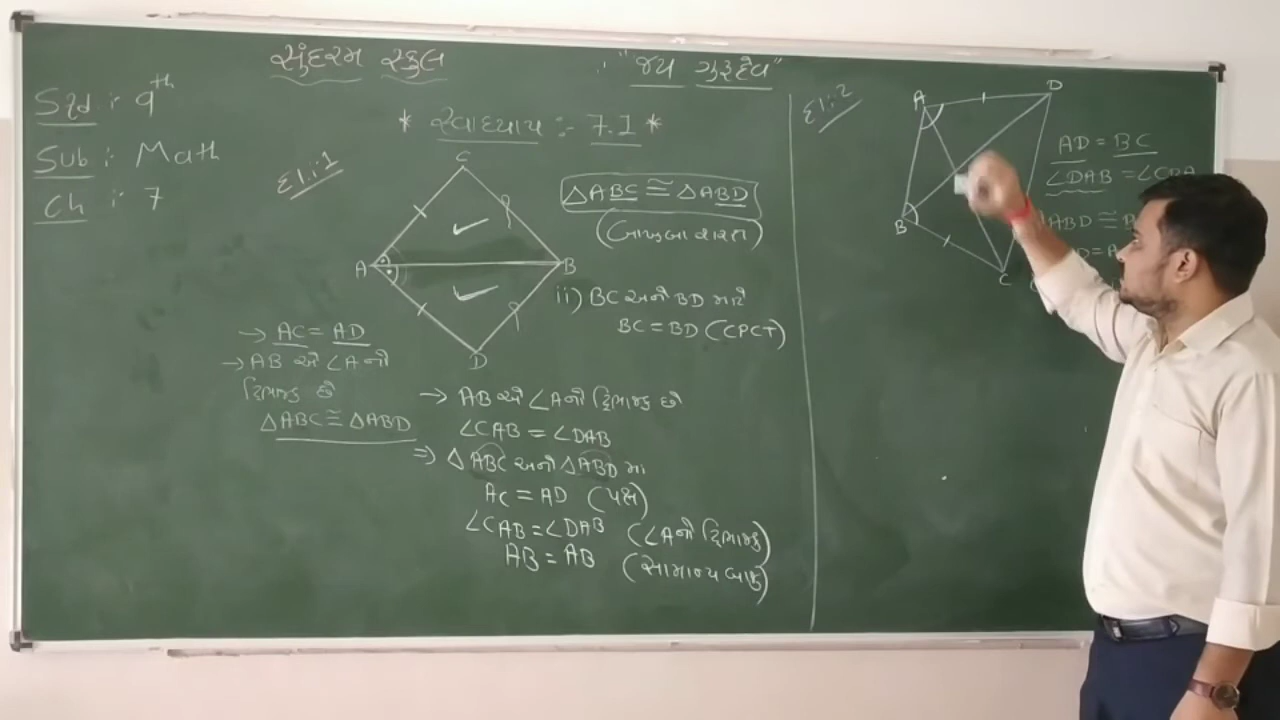 સુંદરમ સ્કુલ
"જય ગુરૂદેવ"
Std : 9th
Sub : Math
Ch : 7
* સ્વાધ્યાય :- 7.1 *
દા.:1
C
A
B
D
△ABC ≅ △ABD
(બાખુબા શરત)
ii) BC અને BD માટે
BC = BD (CPCT)
→ AC = AD
→ AB એ ∠A નો
દ્વિભાજક છે
△ABC ≅ △ABD
→ AB એ ∠A નો દ્વિભાજક છે
∠CAB = ∠DAB
⇒ △ ABC અને △ABD માં
AC = AD (પક્ષ)
∠CAB = ∠DAB (∠A નો દ્વિભાજક)
AB = AB (સામાન્ય બાજુ)
દા.:2
A
D
B
C
AD = BC
∠DAB = ∠CBA
ABD ≅